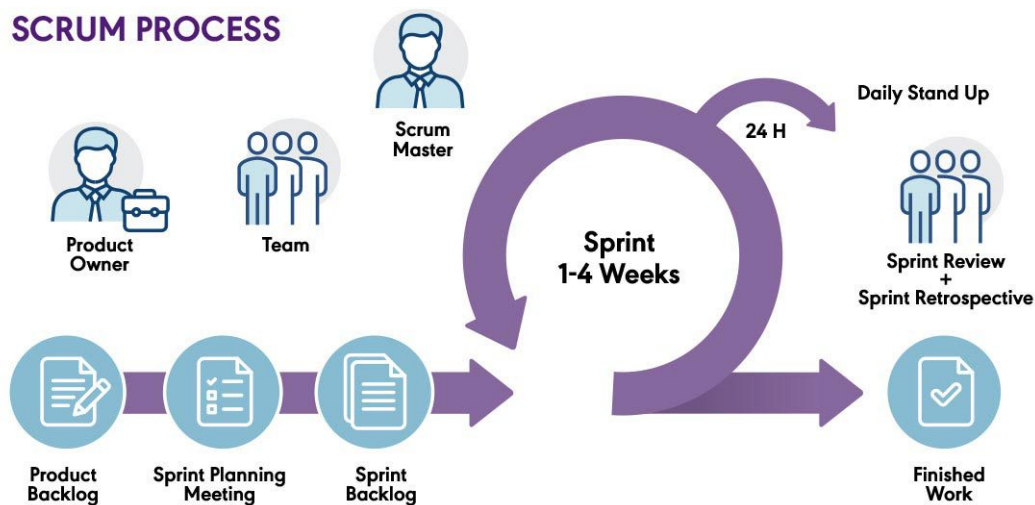 SCRUM PROCESS
Scrum
Master
Product
Owner
Team
Daily Stand Up
24 H
Sprint
1-4 Weeks
Sprint Review
+
Sprint Retrospective
Product
Backlog
Sprint Planning
Meeting
Sprint
Backlog
Finished
Work